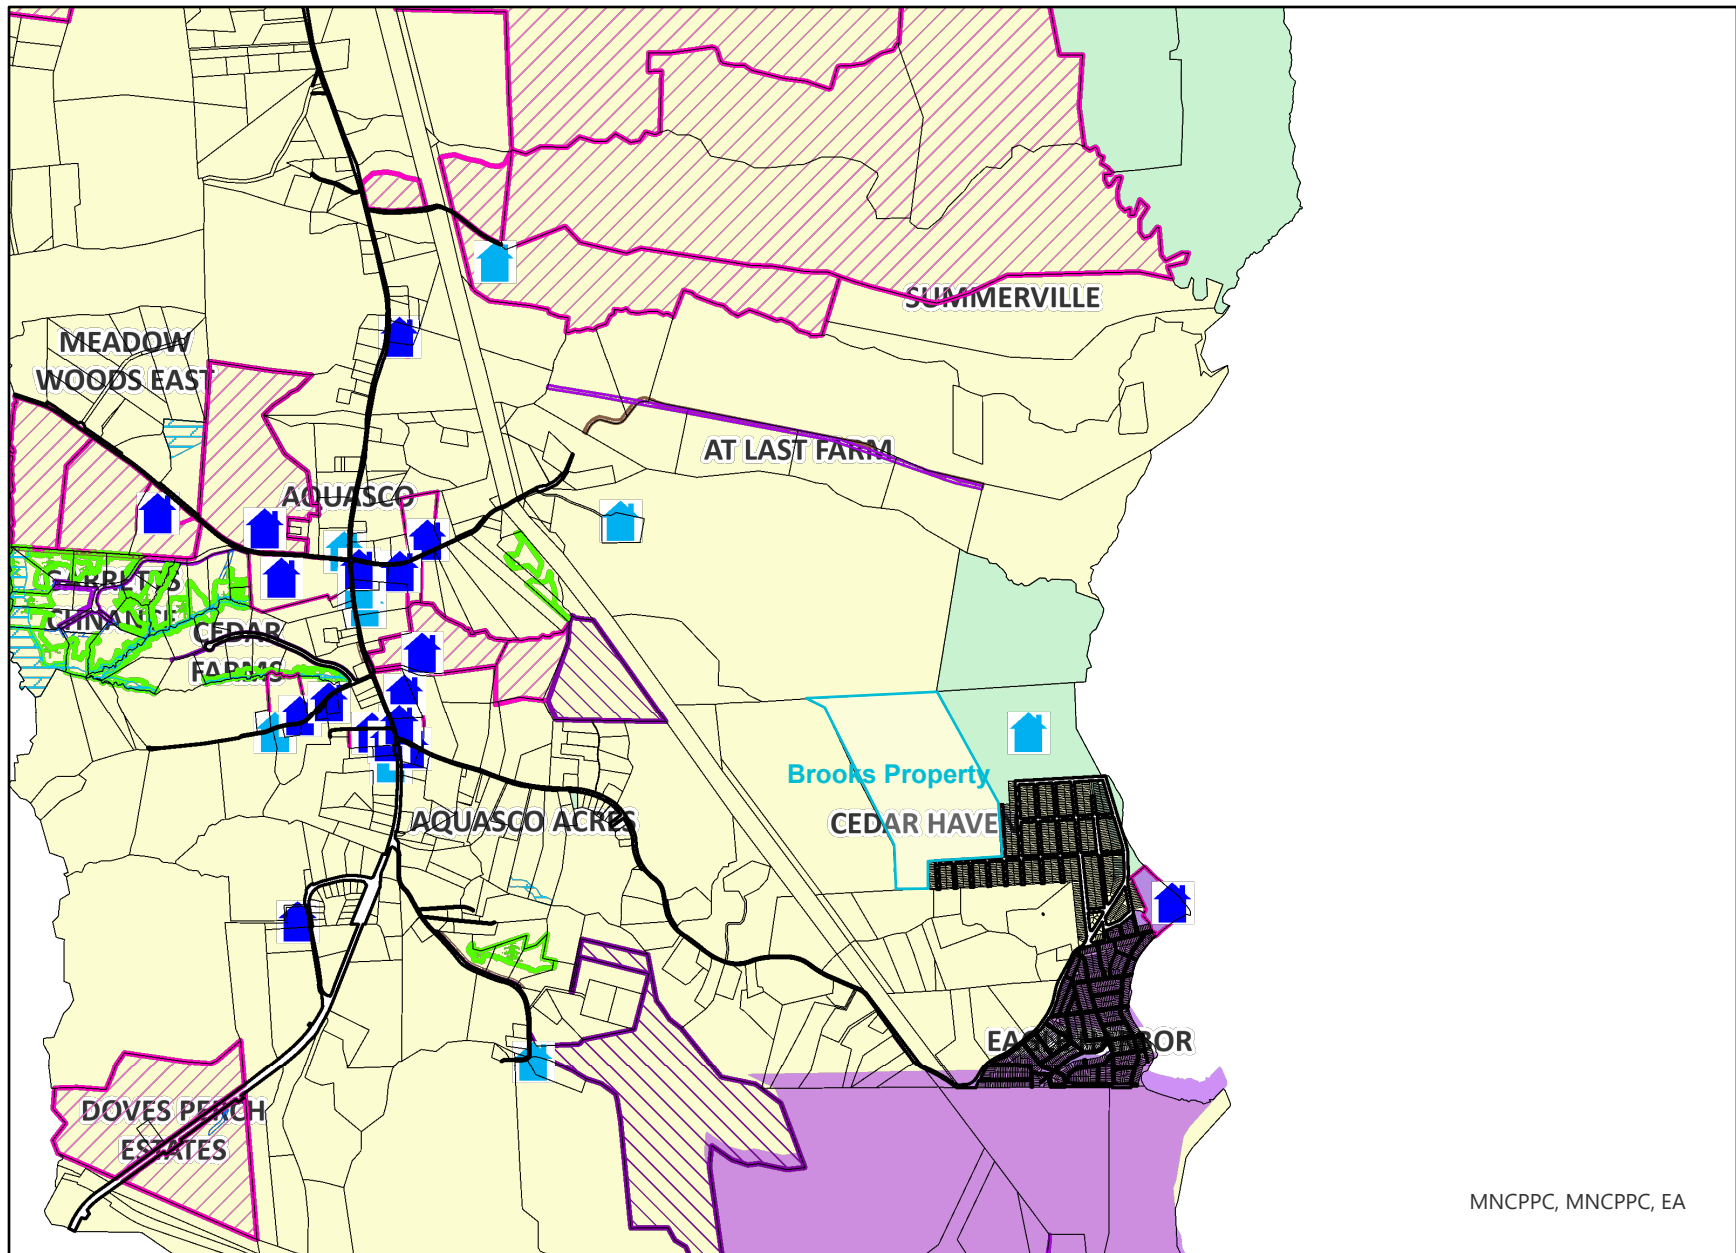 SUMMERVILLE
MEADOW
WOODS EAST
AT LAST FARM
AQUASCO
CEDAR
FARMS
Brooks Property
AQUASCO ACRES
CEDAR HAVE
DOVES PERCH
ESTATES
MNCPPC, MNCPPC, EA